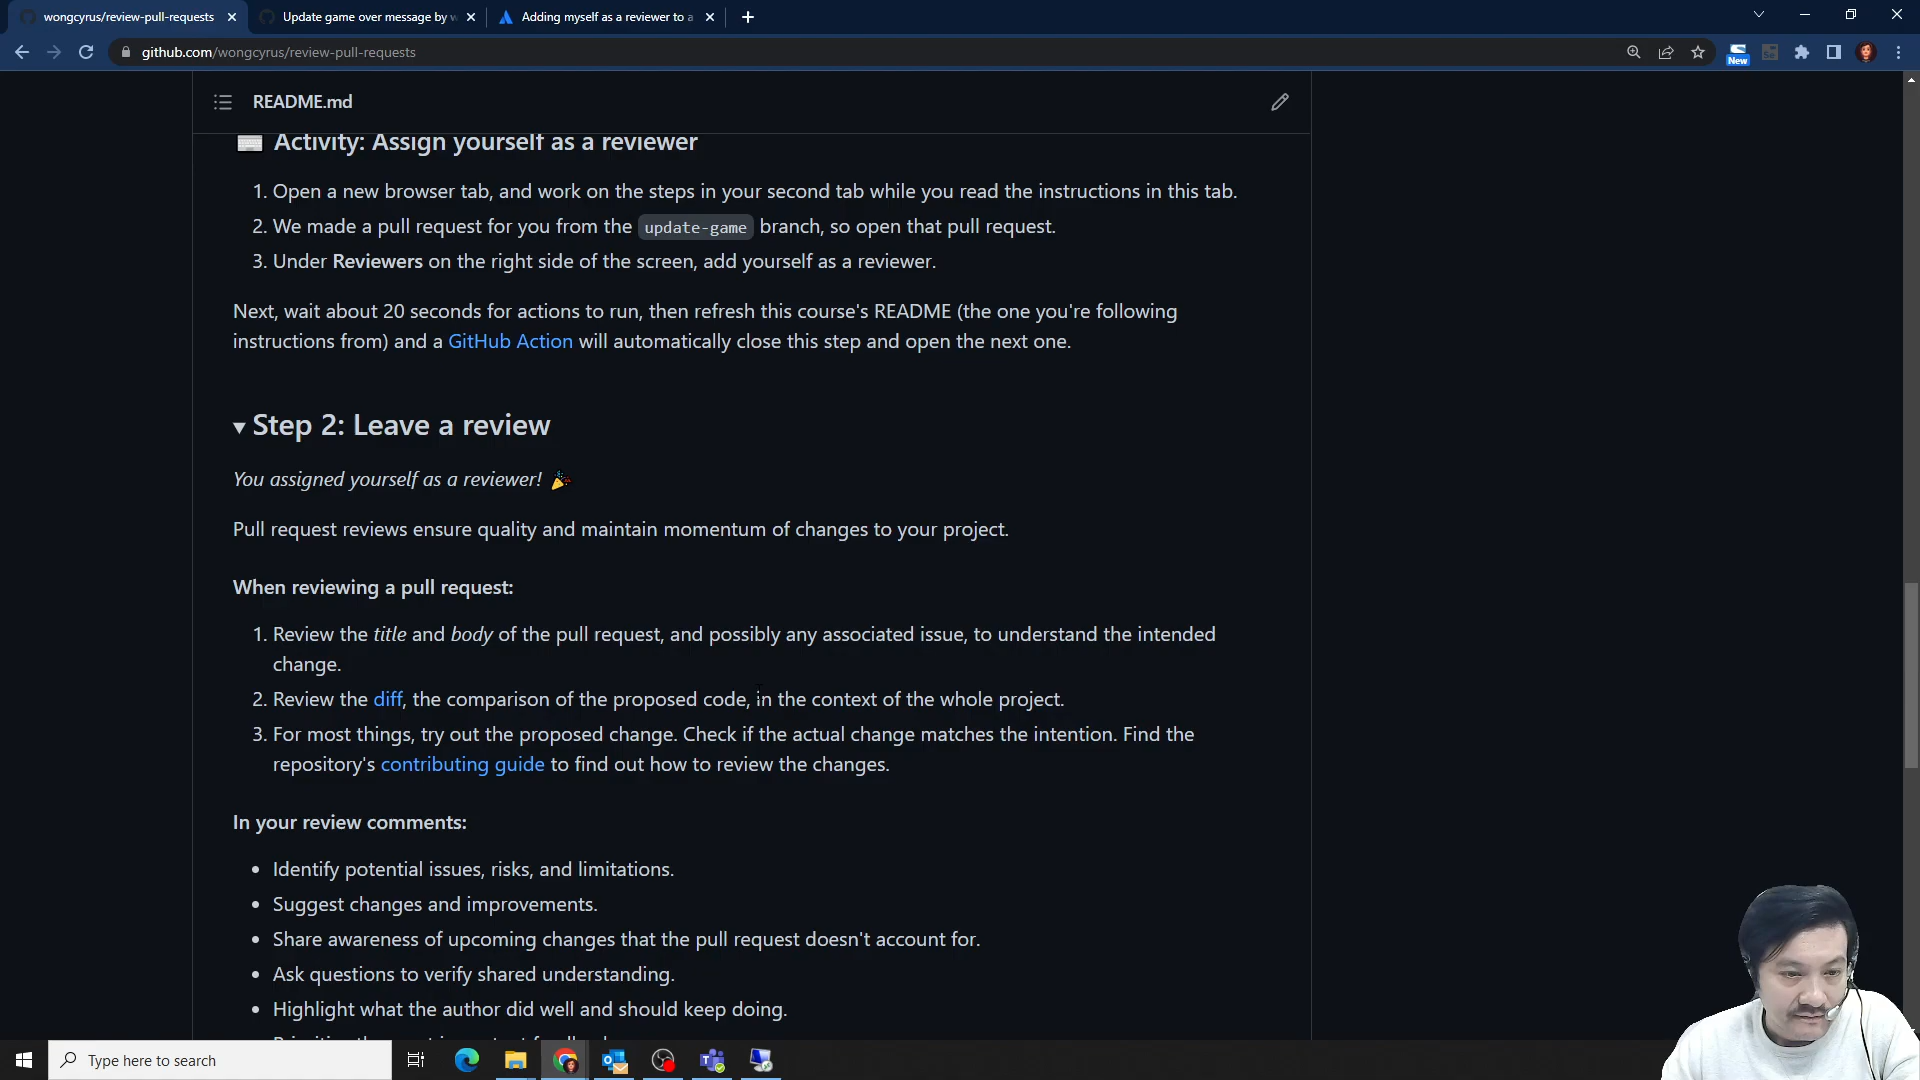 wongcyrus/review-pull-requests
Update game over message by w
Adding myself as a reviewer to a
github.com/wongcyrus/review-pull-requests
New
README.md
Activity: Assign yourself as a reviewer
1. Open a new browser tab, and work on the steps in your second tab while you read the instructions in this tab.
2. We made a pull request for you from the update-game branch, so open that pull request.
3. Under Reviewers on the right side of the screen, add yourself as a reviewer.
Next, wait about 20 seconds for actions to run, then refresh this course's README (the one you're following
instructions from) and a GitHub Action will automatically close this step and open the next one.
Step 2: Leave a review
You assigned yourself as a reviewer!
Pull request reviews ensure quality and maintain momentum of changes to your project.
When reviewing a pull request:
1. Review the title and body of the pull request, and possibly any associated issue, to understand the intended
change.
2. Review the diff, the comparison of the proposed code, in the context of the whole project.
3. For most things, try out the proposed change. Check if the actual change matches the intention. Find the
repository's contributing guide to find out how to review the changes.
In your review comments:
• Identify potential issues, risks, and limitations.
• Suggest changes and improvements.
• Share awareness of upcoming changes that the pull request doesn't account for.
• Ask questions to verify shared understanding.
• Highlight what the author did well and should keep doing.
Type here to search